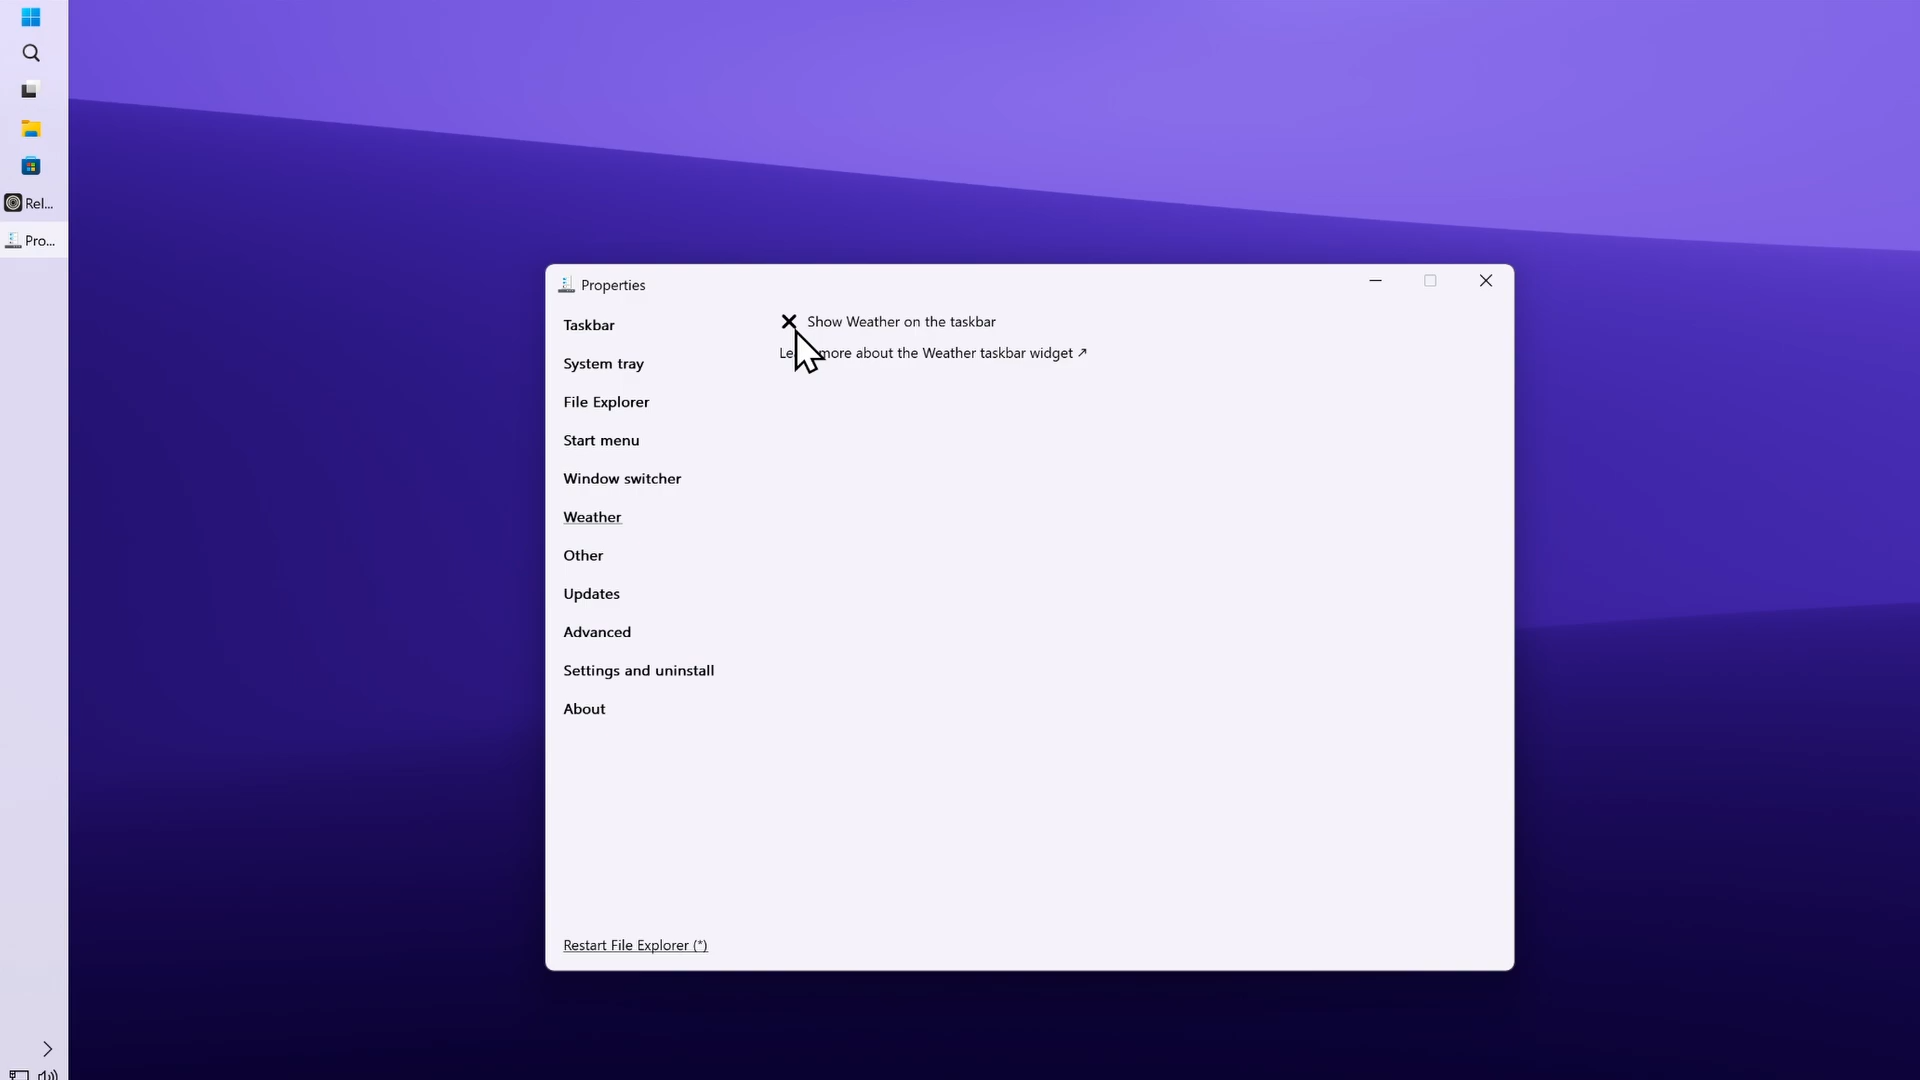 Rel...
Pro...
Properties
Taskbar
System tray
File Explorer
Start menu
Window switcher
Weather
Other
Updates
Advanced
Settings and uninstall
About
Restart File Explorer (*)
Show Weather on the taskbar
more about the Weather taskbar widget ↗